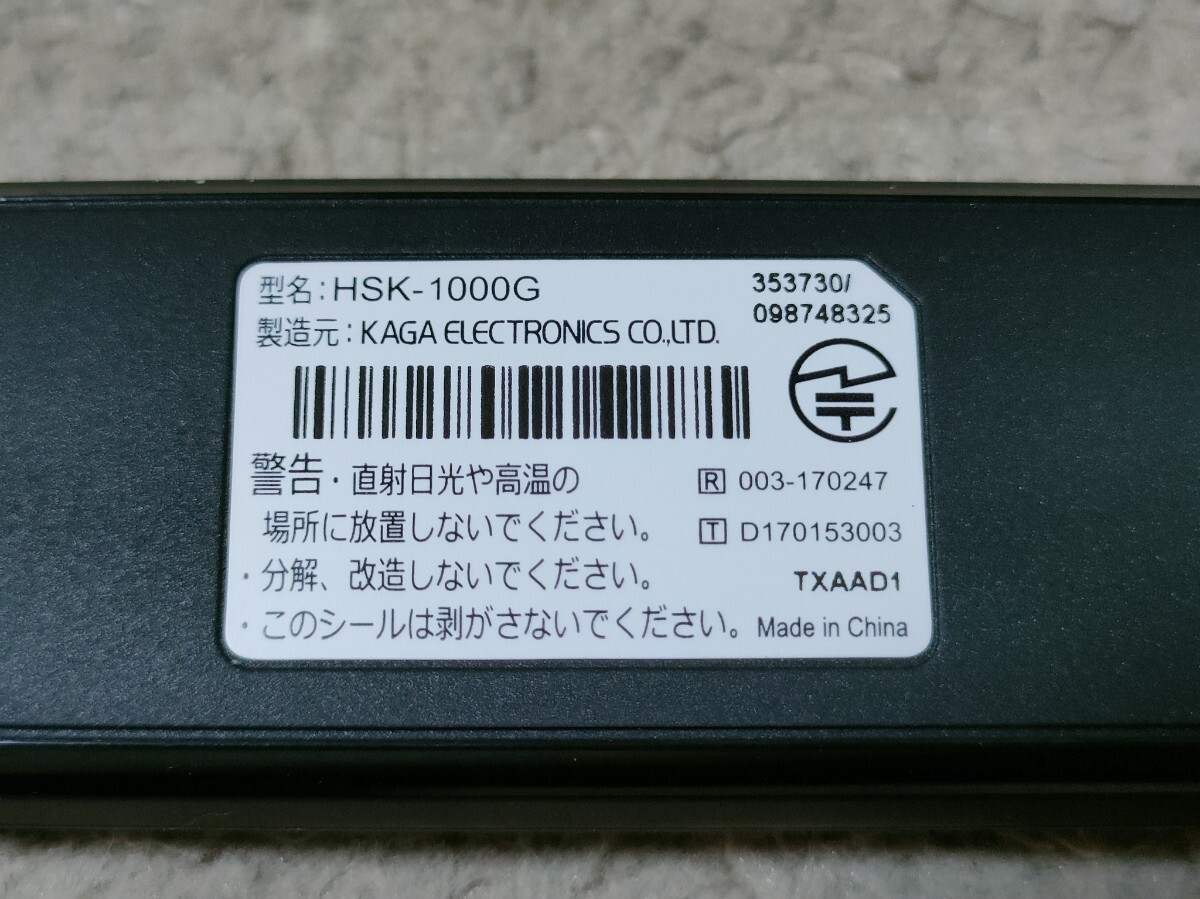 型名：HSK-1000G
353730/
098748325
製造元：KAGA ELECTRONICS CO.,LTD.
警告・直射日光や高温の
場所に放置しないでください。
・分解、改造しないでください。
・このシールは剥がさないでください。
R 003-170247
T D170153003
TXAAD1
Made in China